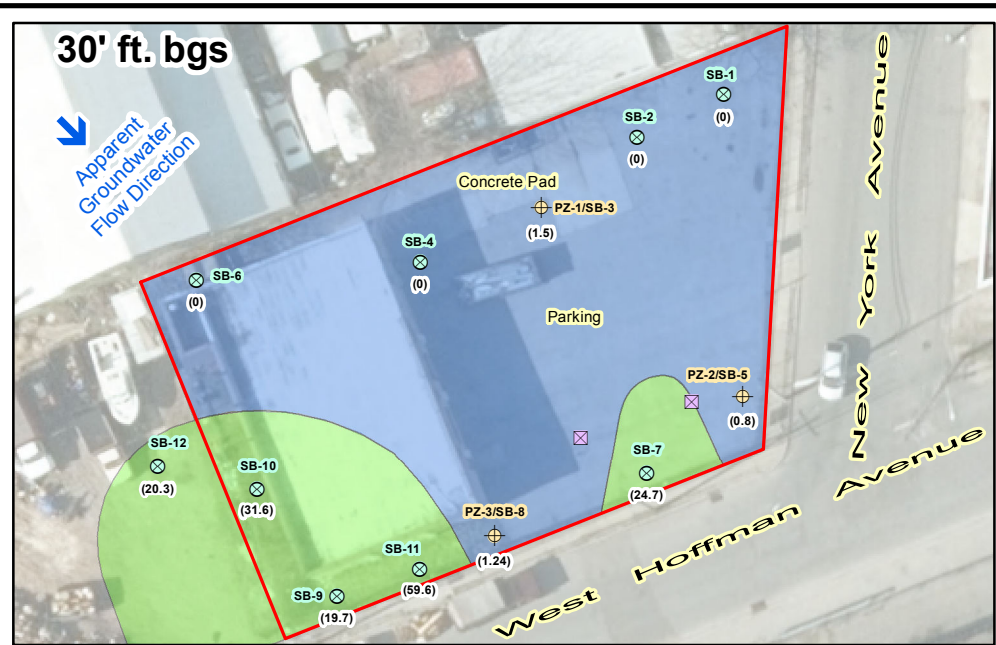 30' ft. bgs
Apparent
Groundwater
Flow Direction
SB-1
(0)
SB-2
(0)
Concrete Pad
PZ-1/SB-3
(1.5)
SB-4
(0)
SB-6
(0)
Parking
PZ-2/SB-5
(0.8)
SB-7
(24.7)
SB-12
(20.3)
SB-10
(31.6)
PZ-3/SB-8
(1.24)
SB-11
(59.6)
SB-9
(19.7)
New York Avenue
West Hoffman Avenue